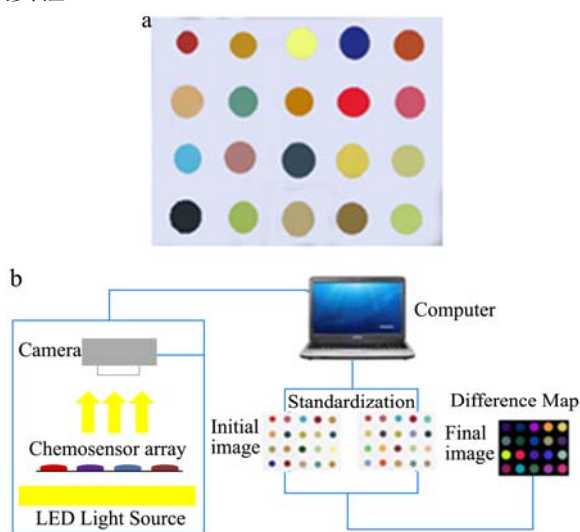 a
b
Computer
Camera
Standardization
Difference Map
Initial
image
Final
image
Chemosensor array
LED Light Source